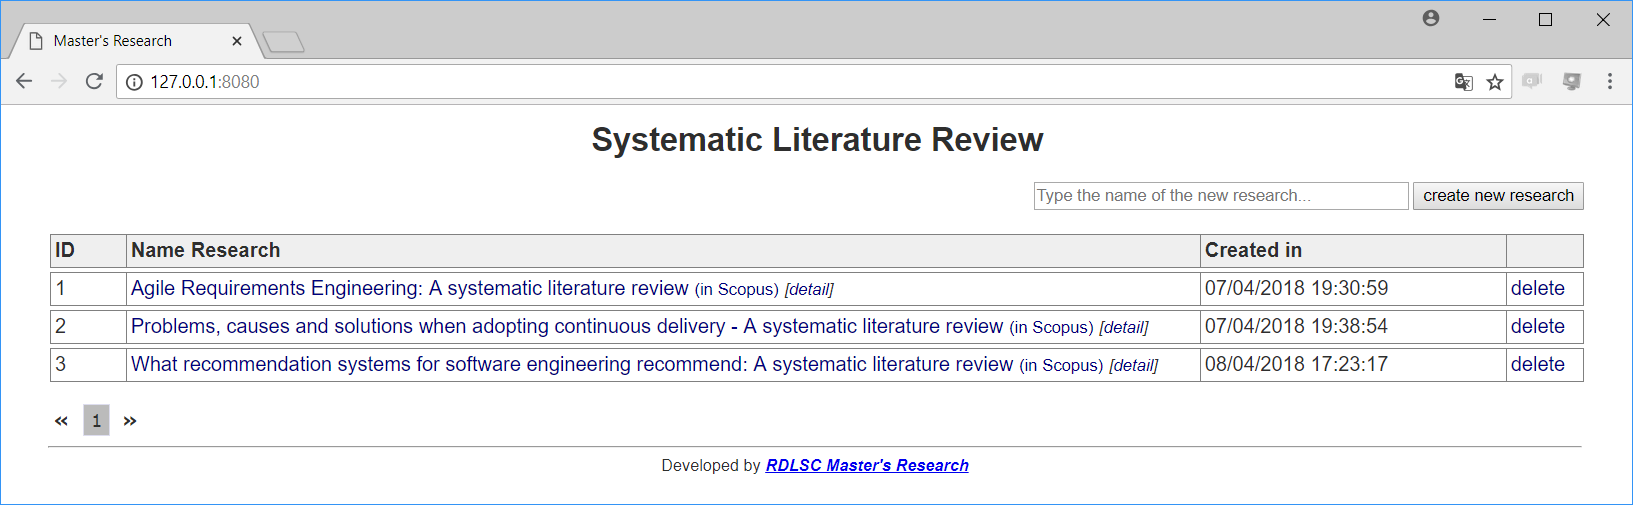 Master's Research
127.0.0.1:8080
Systematic Literature Review
Type the name of the new research... create new research
ID Name Research Created in
1 Agile Requirements Engineering: A systematic literature review (in Scopus) [detail] 07/04/2018 19:30:59 delete
2 Problems, causes and solutions when adopting continuous delivery - A systematic literature review (in Scopus) [detail] 07/04/2018 19:38:54 delete
3 What recommendation systems for software engineering recommend: A systematic literature review (in Scopus) [detail] 08/04/2018 17:23:17 delete
« 1 »
Developed by RDLSC Master's Research